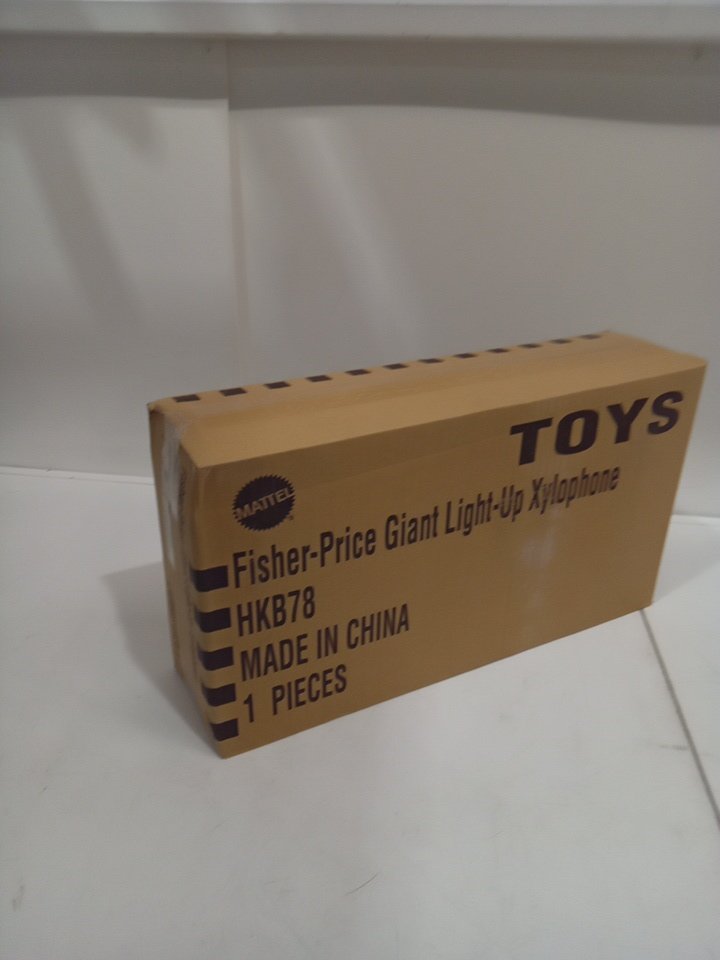 TOYS
MATTEL
Fisher-Price Giant Light-Up Xylophone
HKB78
MADE IN CHINA
1 PIECES